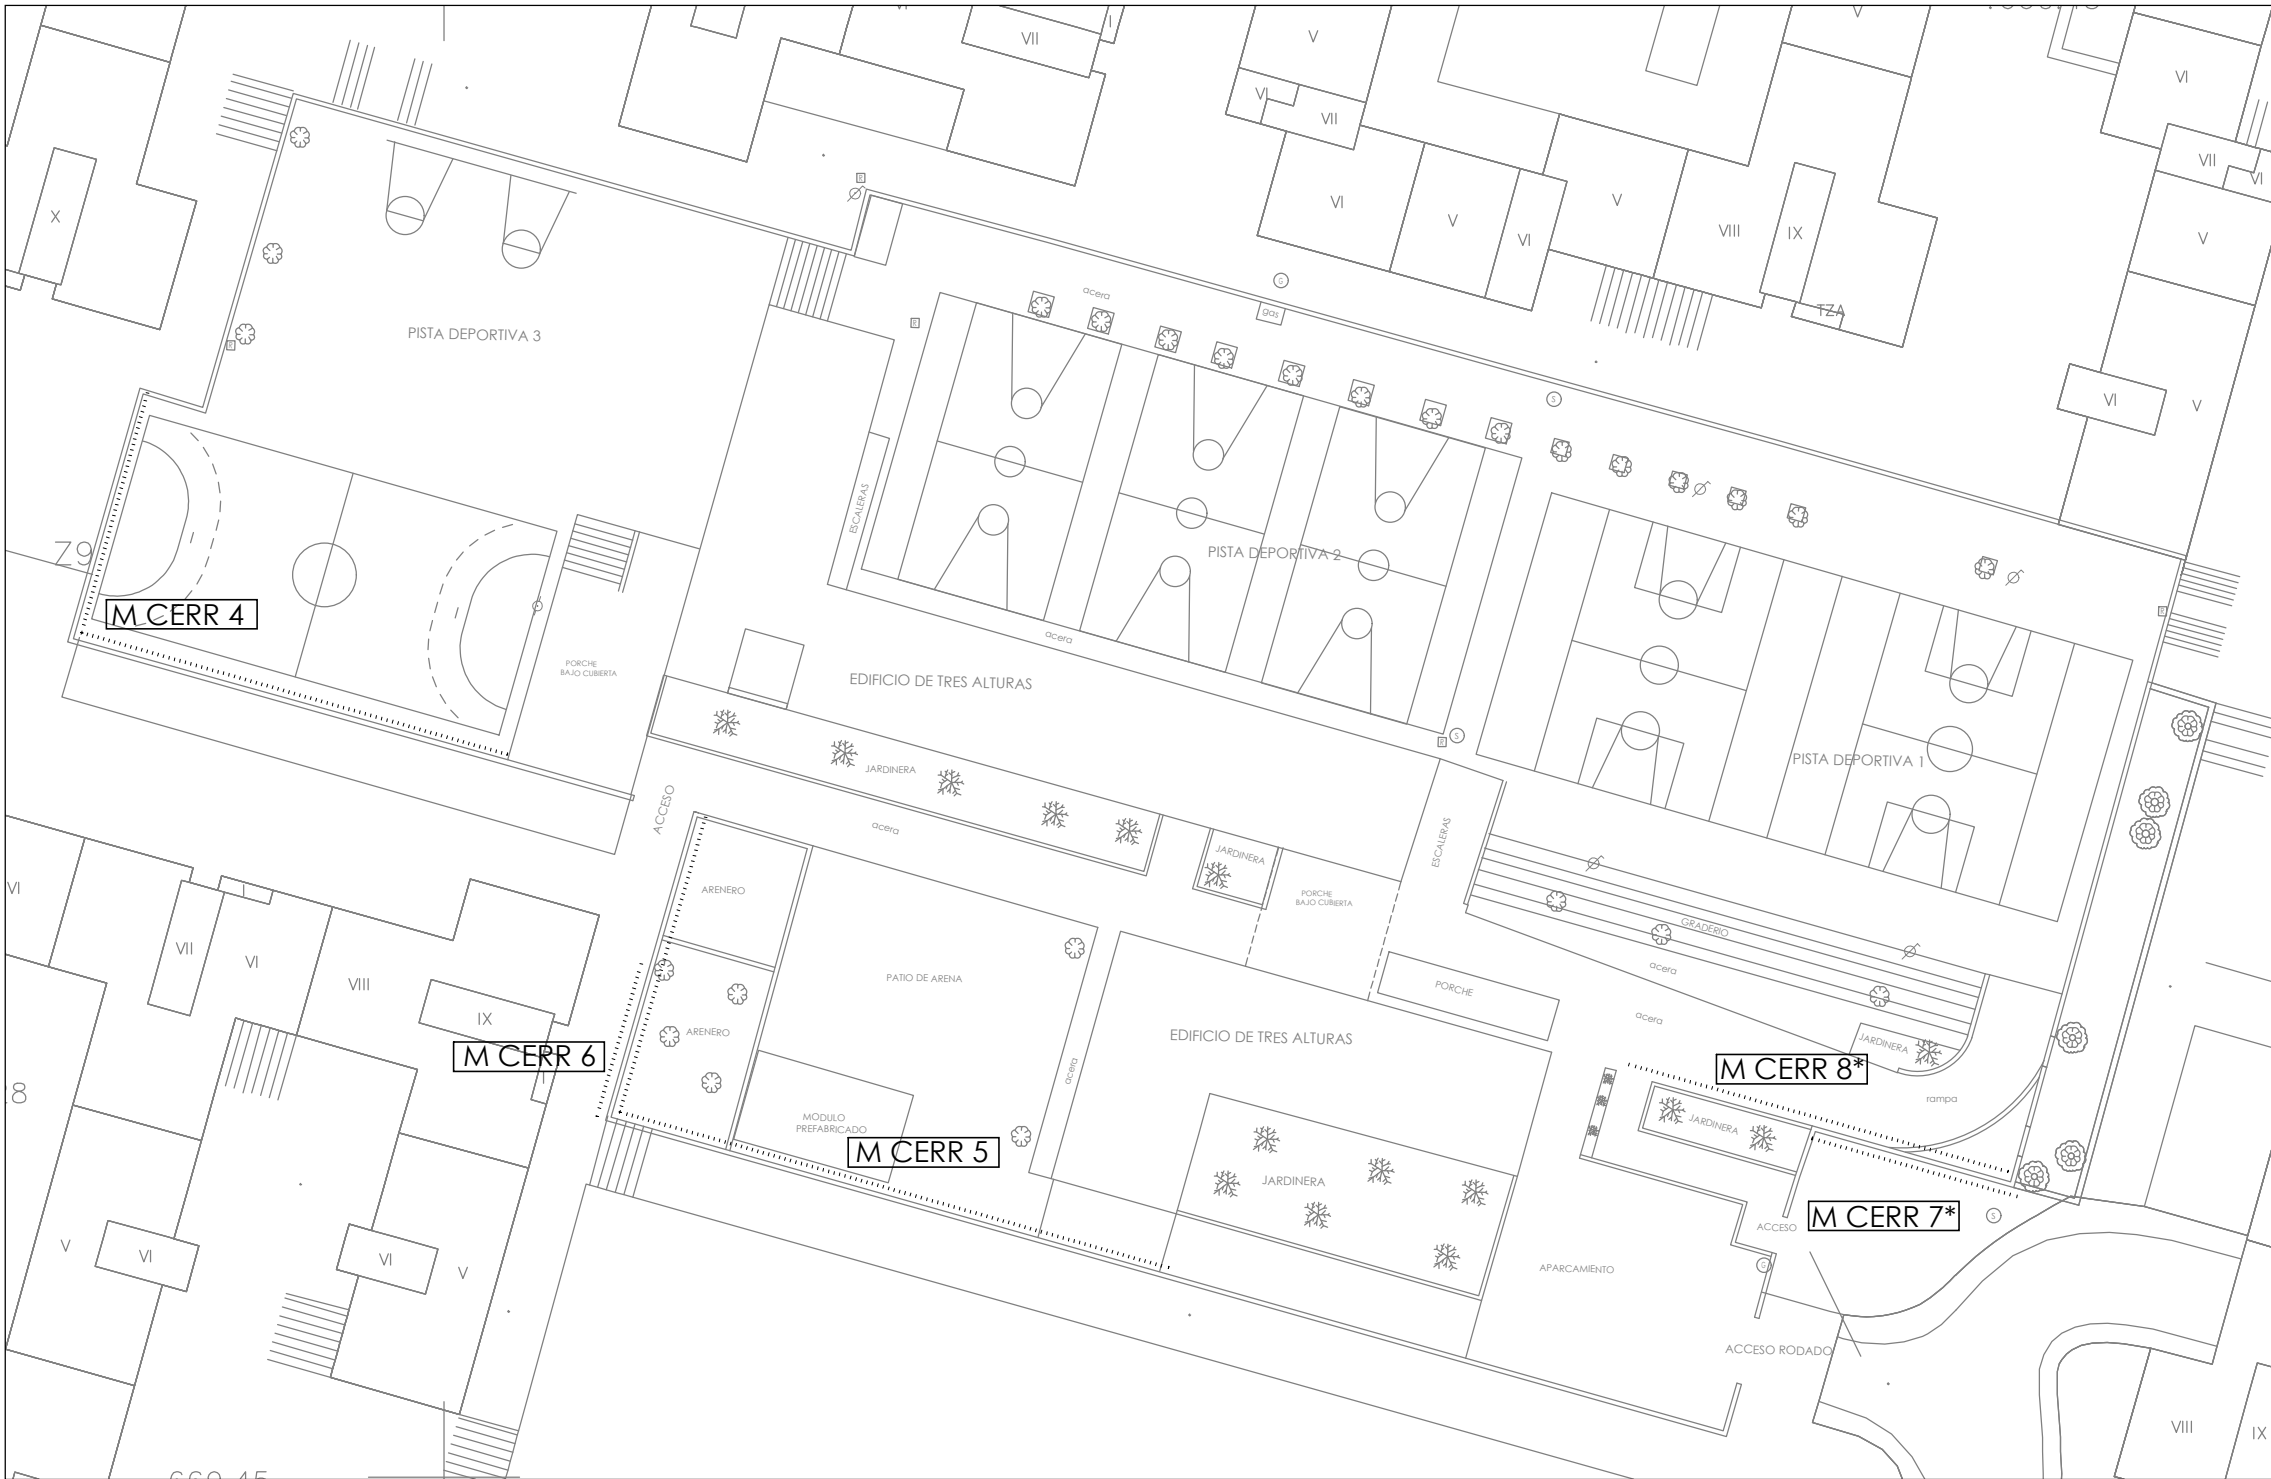 VII
I
V
V
VI
VI
VII
VII
VI
VII
VI
X
VI
V
VI
V
VIII
IX
V
TZA
acera
gas
G
R
R
R
PISTA DEPORTIVA 3
VI
V
S
ESCALERAS
PISTA DEPORTIVA 2
Z9
M CERR 4
R
acera
PORCHE
BAJO CUBIERTA
EDIFICIO DE TRES ALTURAS
R
S
PISTA DEPORTIVA 1
JARDINERA
ACCESO
acera
ESCALERAS
JARDINERA
VI
ARENERO
PORCHE
BAJO CUBIERTA
GRADERIO
VII
VI
VIII
PATIO DE ARENA
acera
PORCHE
IX
ARENERO
acera
EDIFICIO DE TRES ALTURAS
JARDINERA
M CERR 6
M CERR 8*
acera
rampa
MODULO
PREFABRICADO
JARDINERA
M CERR 5
JARDINERA
M CERR 7*
S
ACCESO
V
VI
VI
V
G
APARCAMIENTO
ACCESO RODADO
VIII
IX